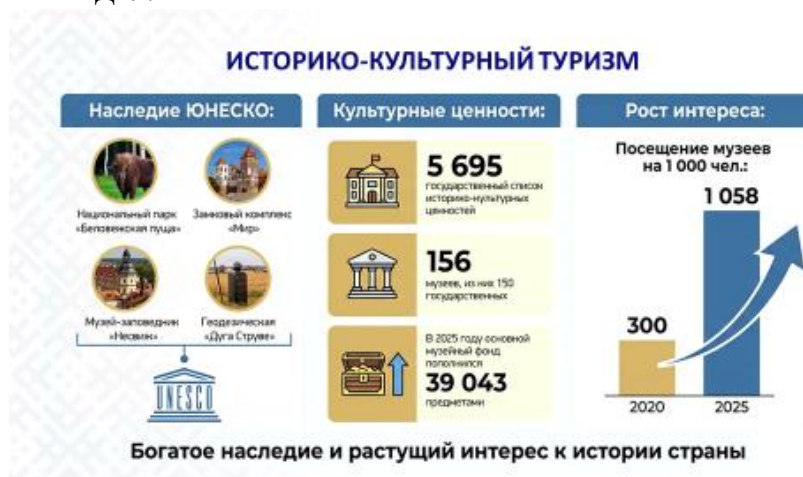 ИСТОРИКО-КУЛЬТУРНЫЙ ТУРИЗМ
Наследие ЮНЕСКО:
Национальный парк
«Беловежская пуща»
Замковый комплекс
«Мир»
Музей-заповедник
«Несвиж»
Геодезическая
«Дуга Струве»
UNESCO
Культурные ценности:
5 695
государственный список
историко-культурных
ценностей
156
музеев, из них 150
государственных
В 2025 году основной
музейный фонд
пополнился
39 043
предметами
Рост интереса:
Посещение музеев
на 1 000 чел.:
1 058
300
2020
2025
Богатое наследие и растущий интерес к истории страны